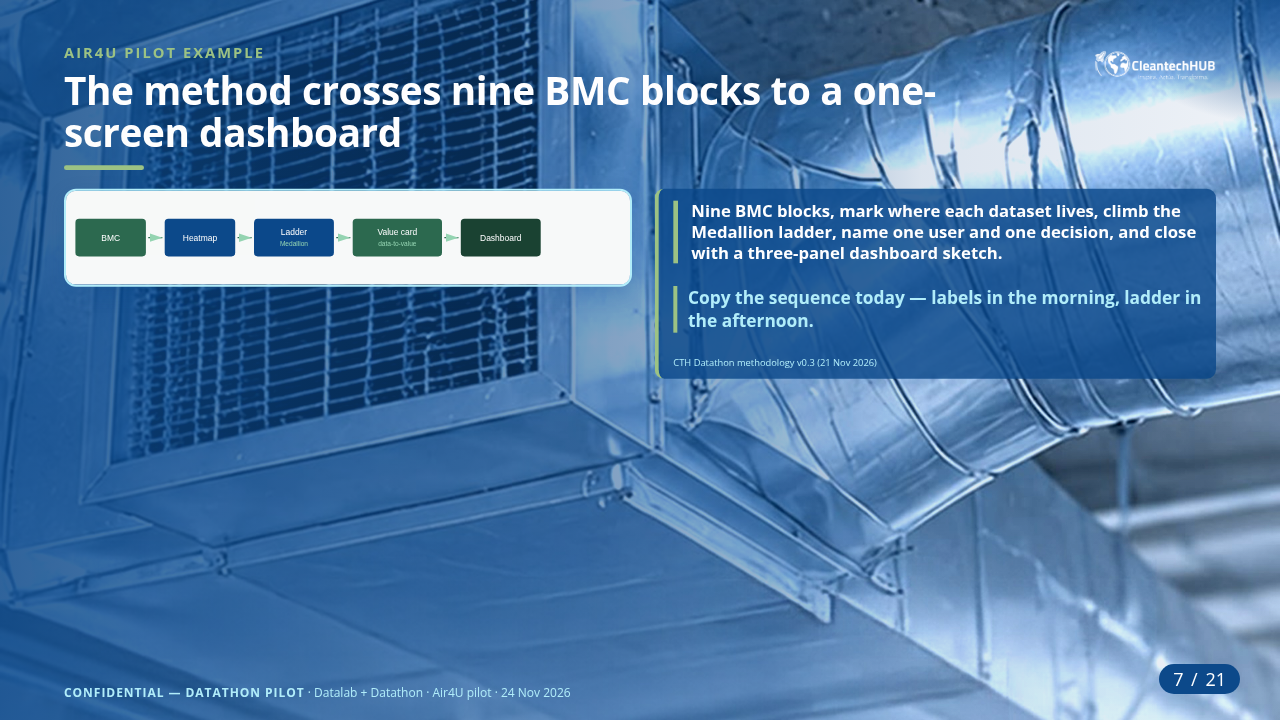 AIR4U PILOT EXAMPLE
The method crosses nine BMC blocks to a one-
screen dashboard
CleantechHUB
BMC
Heatmap
Ladder
Medallion
Value card
data-to-value
Dashboard
Nine BMC blocks, mark where each dataset lives, climb the
Medallion ladder, name one user and one decision, and close
with a three-panel dashboard sketch.
Copy the sequence today — labels in the morning, ladder in
the afternoon.
CTH Datathon methodology v0.3 (21 Nov 2026)
CONFIDENTIAL — DATATHON PILOT · Datalab + Datathon · Air4U pilot · 24 Nov 2026
7 / 21